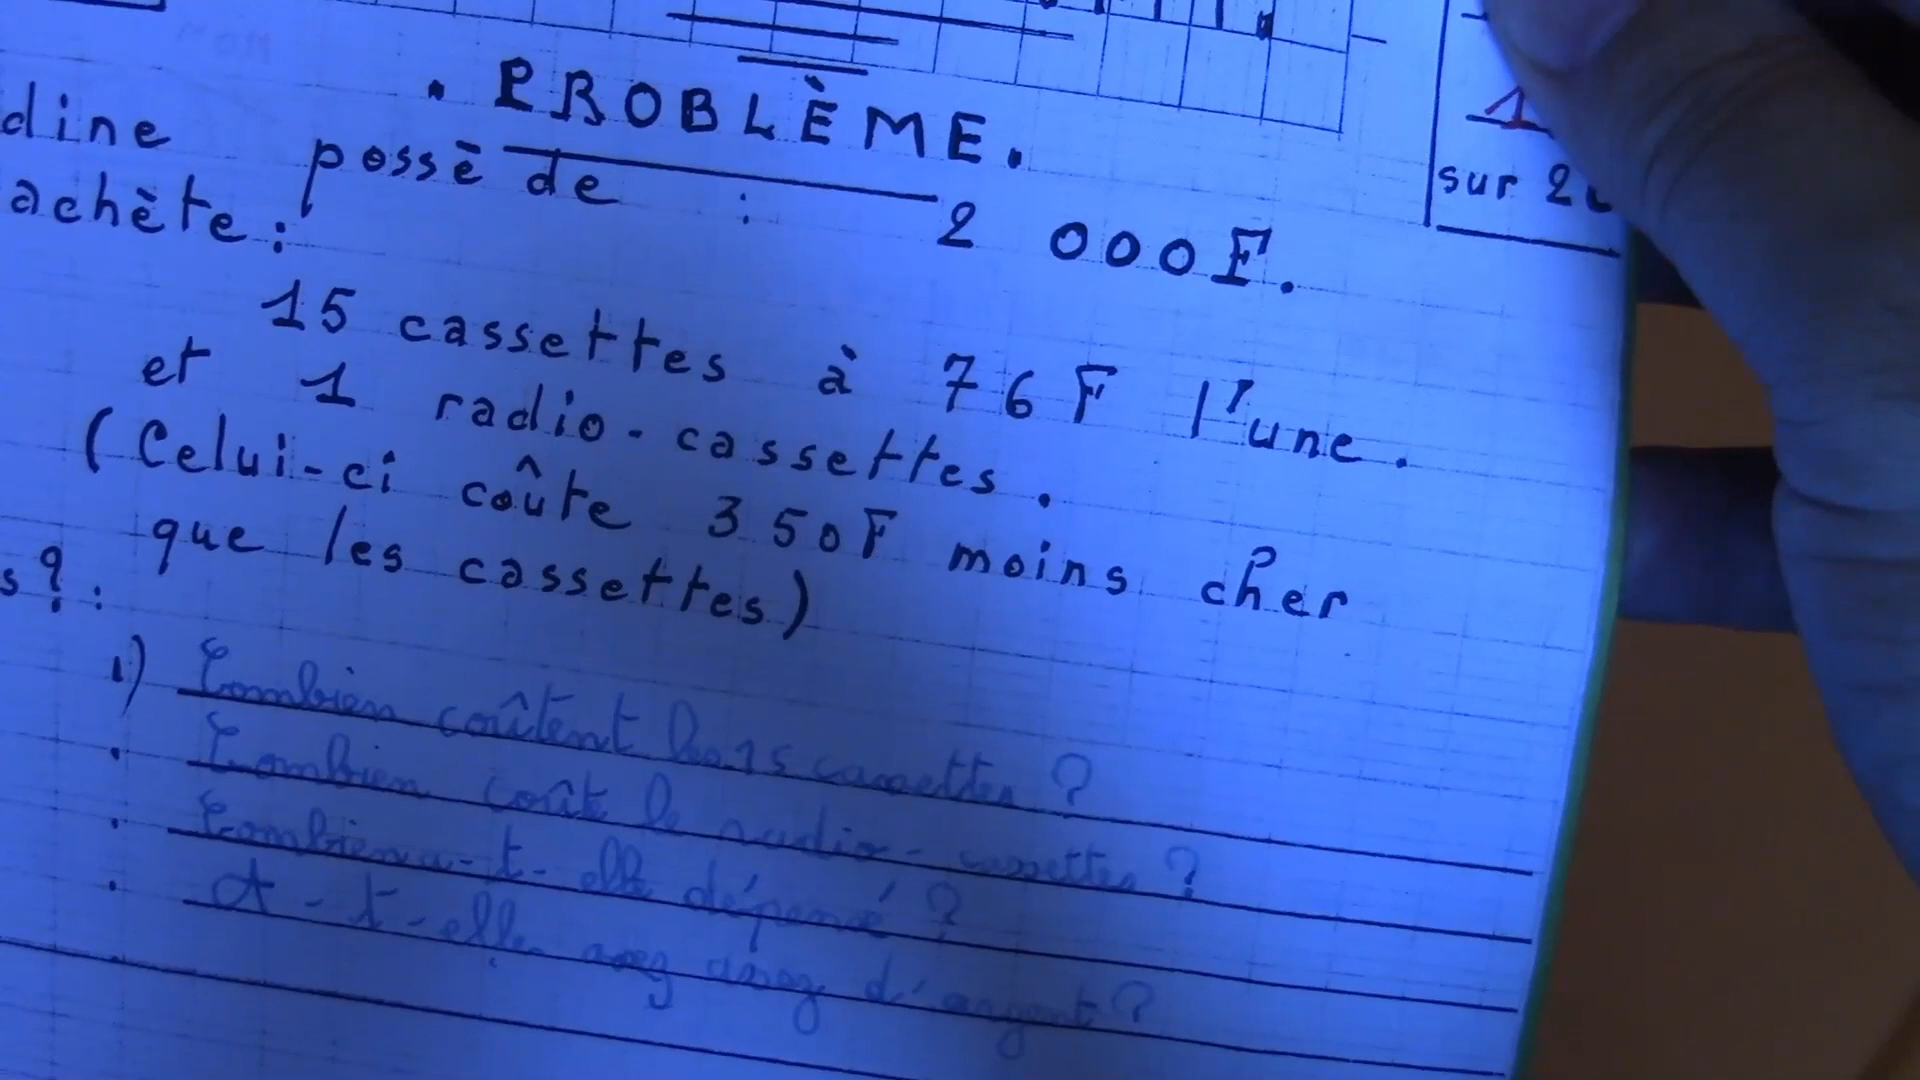 . PROBLÈME.
sur 20
dine possède : 2 000F.
achète :
15 cassettes à 76F l'une.
et 1 radio-cassettes.
(Celui-ci coûte 350F moins cher
que les cassettes)
s? :
1) Combien coûtent les 15 cassettes ?
. Combien coûte le radio-cassettes ?
. Combien a-t-elle dépensé ?
. A-t-elle assez d'argent ?